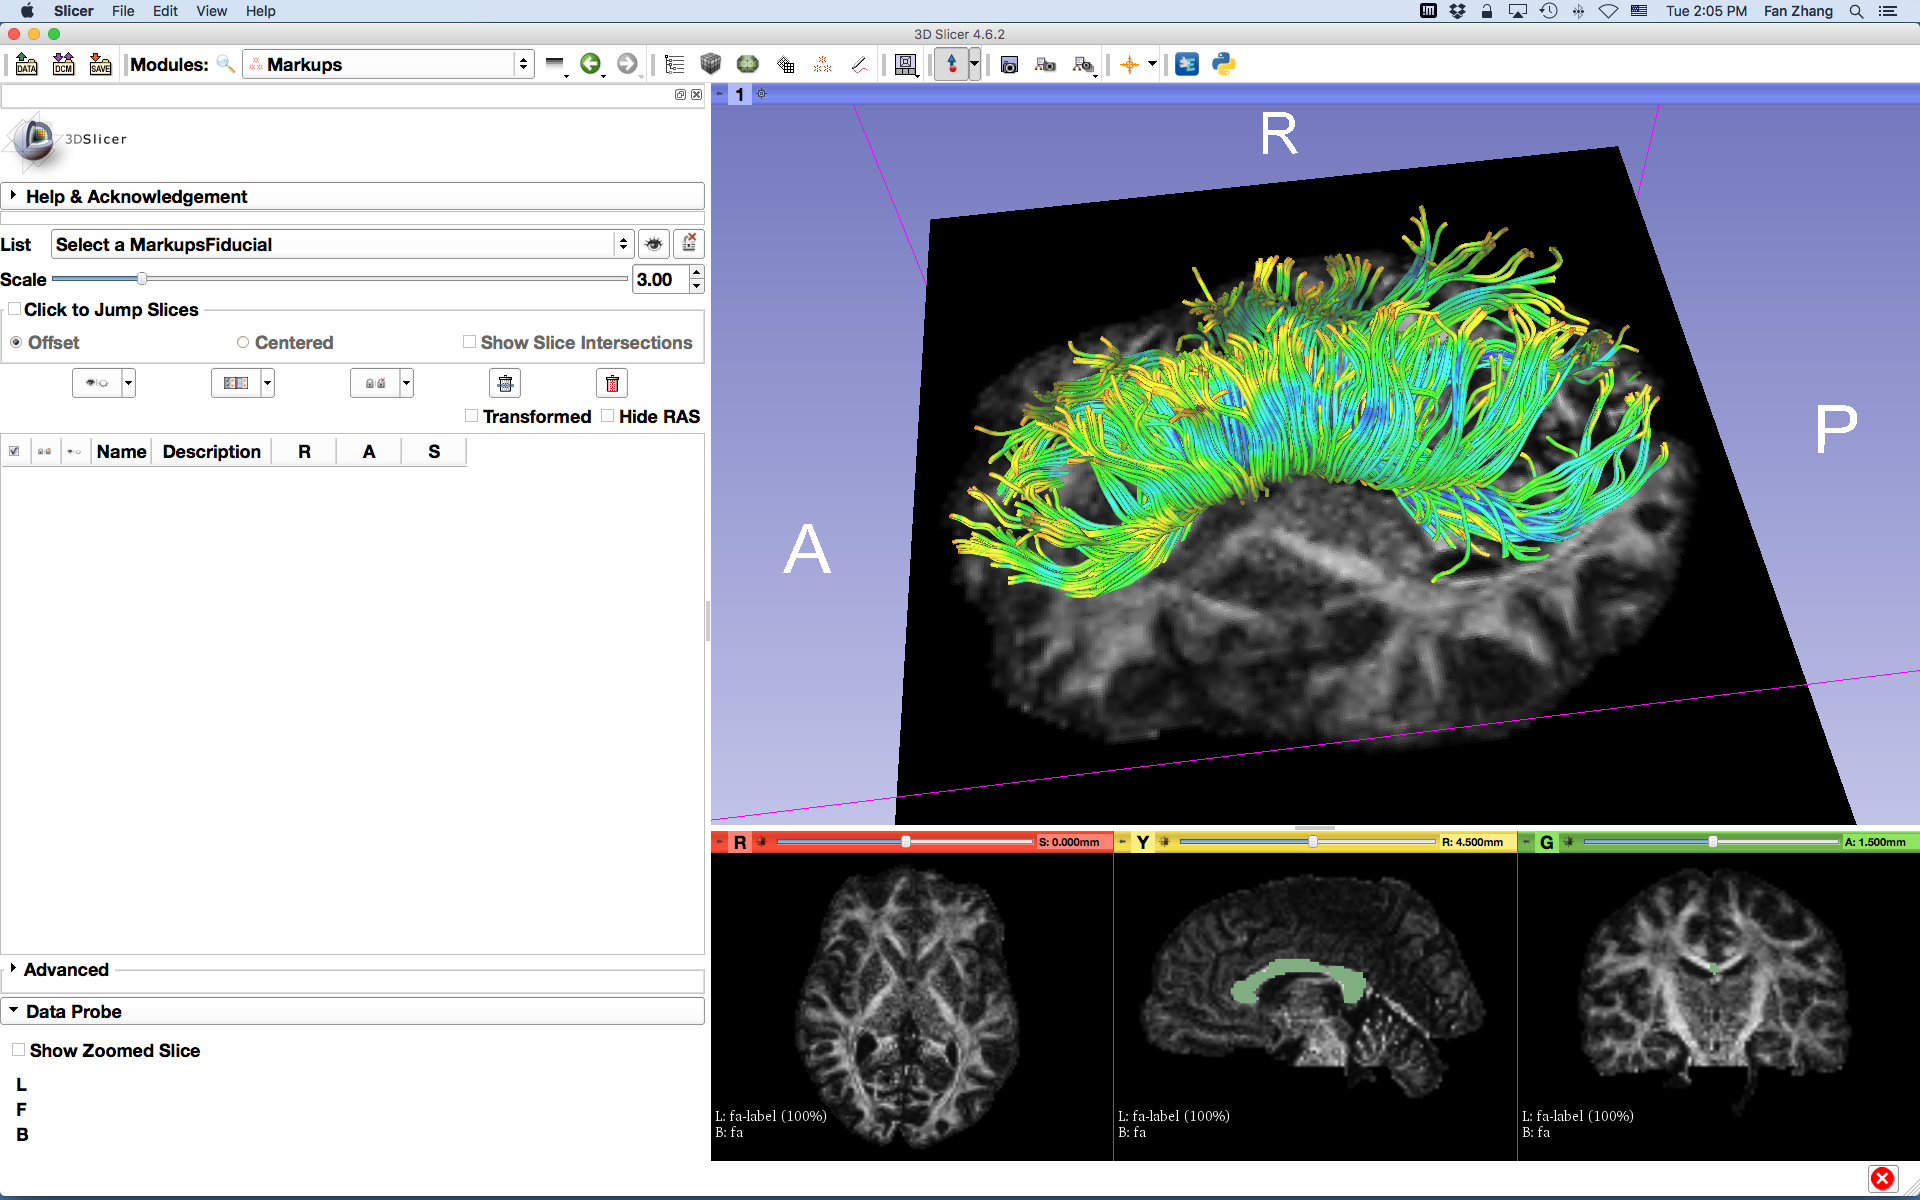 Slicer File Edit View Help Tue 2:05 PM Fan Zhang
3D Slicer 4.6.2
DATA DCM SAVE Modules: Markups
1
3DSlicer
Help & Acknowledgement
List Select a MarkupsFiducial
Scale 3.00
Click to Jump Slices
Offset Centered Show Slice Intersections
Transformed Hide RAS
Name Description R A S
Advanced
Data Probe
Show Zoomed Slice
L
F
B
R
P
A
R S: 0.000mm
Y R: 4.500mm
G A: 1.500mm
L: fa-label (100%)
B: fa
L: fa-label (100%)
B: fa
L: fa-label (100%)
B: fa